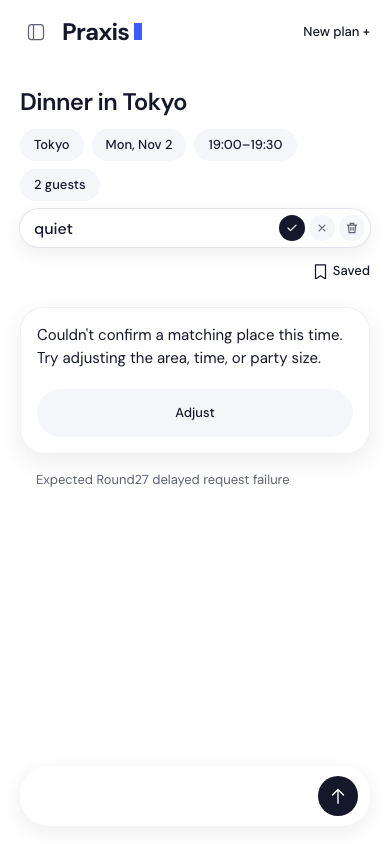 Praxis
New plan +
Dinner in Tokyo
Tokyo
Mon, Nov 2
19:00–19:30
2 guests
quiet
Saved
Couldn't confirm a matching place this time.
Try adjusting the area, time, or party size.
Adjust
Expected Round27 delayed request failure